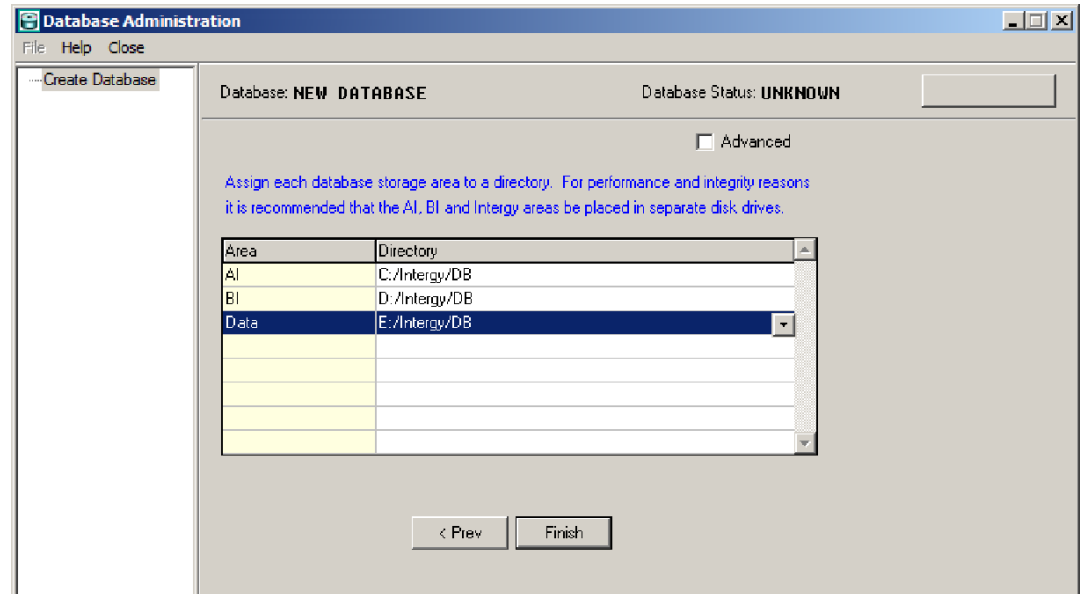 Database Administration
File Help Close
Create Database
Database: NEW DATABASE Database Status: UNKNOWN
Advanced
Assign each database storage area to a directory. For performance and integrity reasons
it is recommended that the AI, BI and Intergy areas be placed in separate disk drives.
Area Directory
AI C:/Intergy/DB
BI D:/Intergy/DB
Data E:/Intergy/DB
< Prev Finish